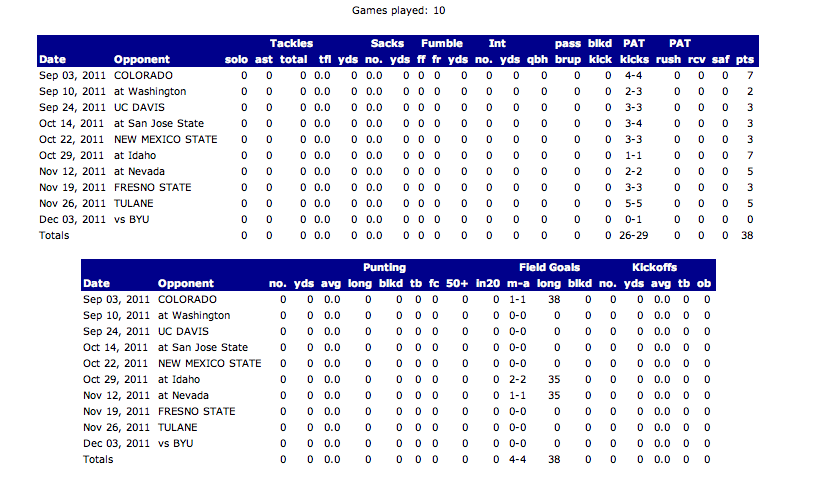 Games played: 10
Tackles Sacks Fumble Int pass blkd PAT PAT
Date Opponent solo ast total tfl yds no. yds ff fr yds no. yds qbh brup kick kicks rush rcv saf pts
Sep 03, 2011 COLORADO 0 0 0 0.0 0 0.0 0 0 0 0 0 0 0 0 0 4-4 0 0 0 7
Sep 10, 2011 at Washington 0 0 0 0.0 0 0.0 0 0 0 0 0 0 0 0 0 2-3 0 0 0 2
Sep 24, 2011 UC DAVIS 0 0 0 0.0 0 0.0 0 0 0 0 0 0 0 0 0 3-3 0 0 0 3
Oct 14, 2011 at San Jose State 0 0 0 0.0 0 0.0 0 0 0 0 0 0 0 0 0 3-4 0 0 0 3
Oct 22, 2011 NEW MEXICO STATE 0 0 0 0.0 0 0.0 0 0 0 0 0 0 0 0 0 3-3 0 0 0 3
Oct 29, 2011 at Idaho 0 0 0 0.0 0 0.0 0 0 0 0 0 0 0 0 0 1-1 0 0 0 7
Nov 12, 2011 at Nevada 0 0 0 0.0 0 0.0 0 0 0 0 0 0 0 0 0 2-2 0 0 0 5
Nov 19, 2011 FRESNO STATE 0 0 0 0.0 0 0.0 0 0 0 0 0 0 0 0 0 3-3 0 0 0 3
Nov 26, 2011 TULANE 0 0 0 0.0 0 0.0 0 0 0 0 0 0 0 0 0 5-5 0 0 0 5
Dec 03, 2011 vs BYU 0 0 0 0.0 0 0.0 0 0 0 0 0 0 0 0 0 0-1 0 0 0 0
Totals 0 0 0 0.0 0 0.0 0 0 0 0 0 0 0 0 0 26-29 0 0 0 38
Punting Field Goals Kickoffs
Date Opponent no. yds avg long blkd tb fc 50+ in20 m-a long blkd no. yds avg tb ob
Sep 03, 2011 COLORADO 0 0 0.0 0 0 0 0 0 0 1-1 38 0 0 0 0.0 0 0
Sep 10, 2011 at Washington 0 0 0.0 0 0 0 0 0 0 0-0 0 0 0 0 0.0 0 0
Sep 24, 2011 UC DAVIS 0 0 0.0 0 0 0 0 0 0 0-0 0 0 0 0 0.0 0 0
Oct 14, 2011 at San Jose State 0 0 0.0 0 0 0 0 0 0 0-0 0 0 0 0 0.0 0 0
Oct 22, 2011 NEW MEXICO STATE 0 0 0.0 0 0 0 0 0 0 0-0 0 0 0 0 0.0 0 0
Oct 29, 2011 at Idaho 0 0 0.0 0 0 0 0 0 0 2-2 35 0 0 0 0.0 0 0
Nov 12, 2011 at Nevada 0 0 0.0 0 0 0 0 0 0 1-1 35 0 0 0 0.0 0 0
Nov 19, 2011 FRESNO STATE 0 0 0.0 0 0 0 0 0 0 0-0 0 0 0 0 0.0 0 0
Nov 26, 2011 TULANE 0 0 0.0 0 0 0 0 0 0 0-0 0 0 0 0 0.0 0 0
Dec 03, 2011 vs BYU 0 0 0.0 0 0 0 0 0 0 0-0 0 0 0 0 0.0 0 0
Totals 0 0 0.0 0 0 0 0 0 0 4-4 38 0 0 0 0.0 0 0